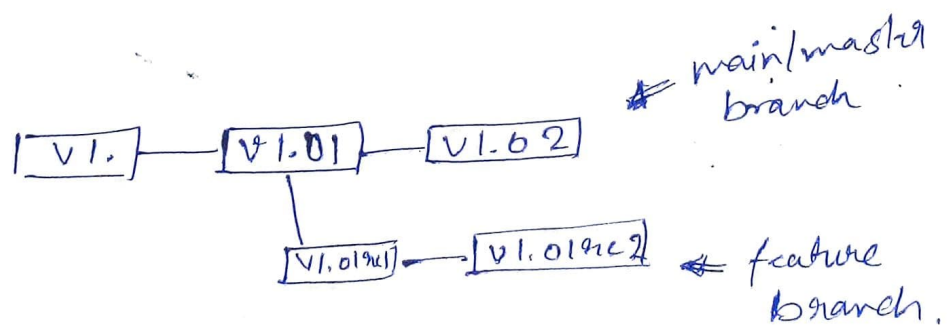 main/master
branch.
V1. V1.01 V1.02
V1.01rc1 V1.01rc2
feature
branch.